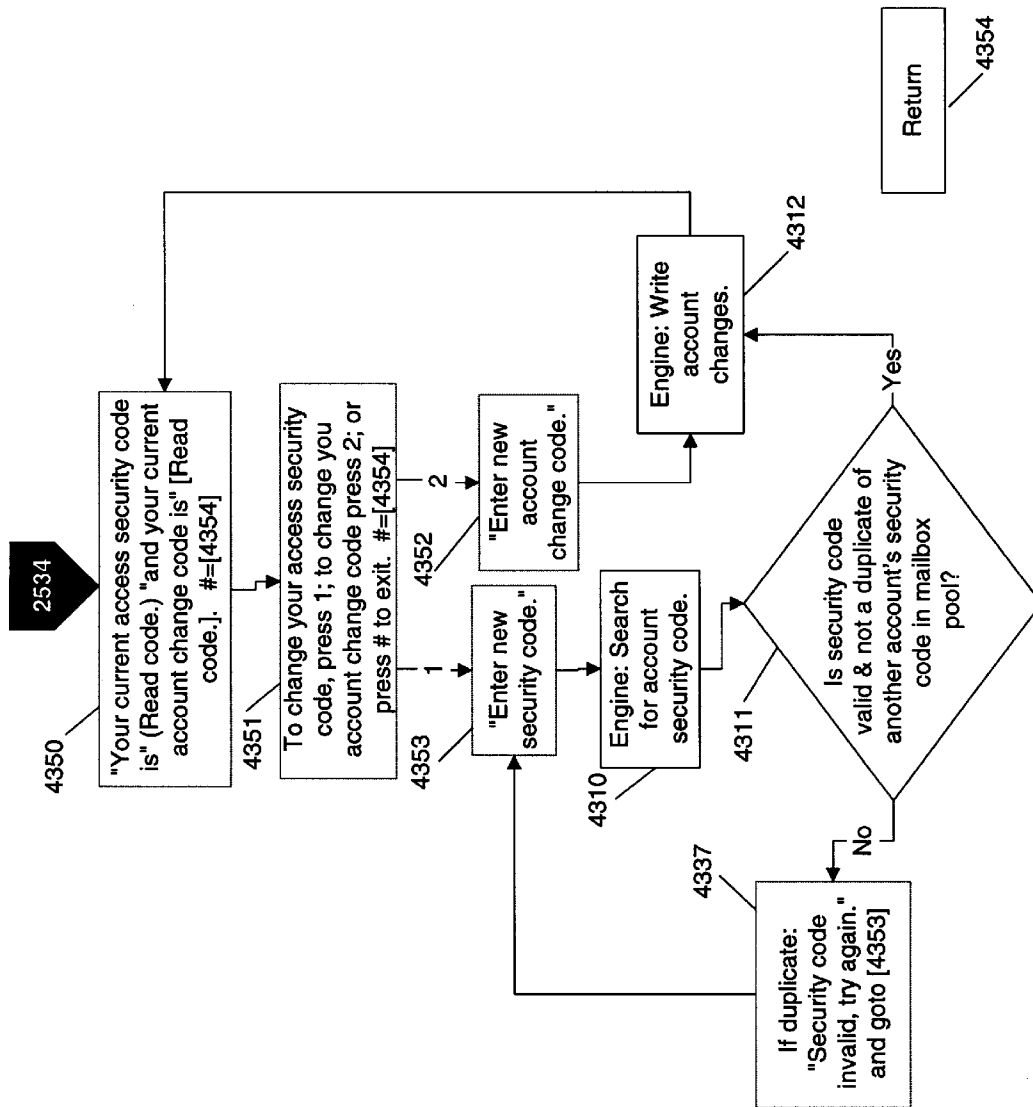 2534
"Your current access security code
is" (Read code.) "and your current
account change code is" [Read
code.]. #=[4354]
4350
To change your access security
code, press 1; to change you
account change code press 2; or
press # to exit. #=[4354]
4351
1
2
"Enter new
security code."
4353
"Enter new
account
change code."
4352
Engine: Search
for account
security code.
4310
Engine: Write
account
changes.
4312
Is security code
valid & not a duplicate of
another account's security
code in mailbox
pool?
4311
No
Yes
If duplicate:
"Security code
invalid, try again."
and goto [4353]
4337
Return
4354